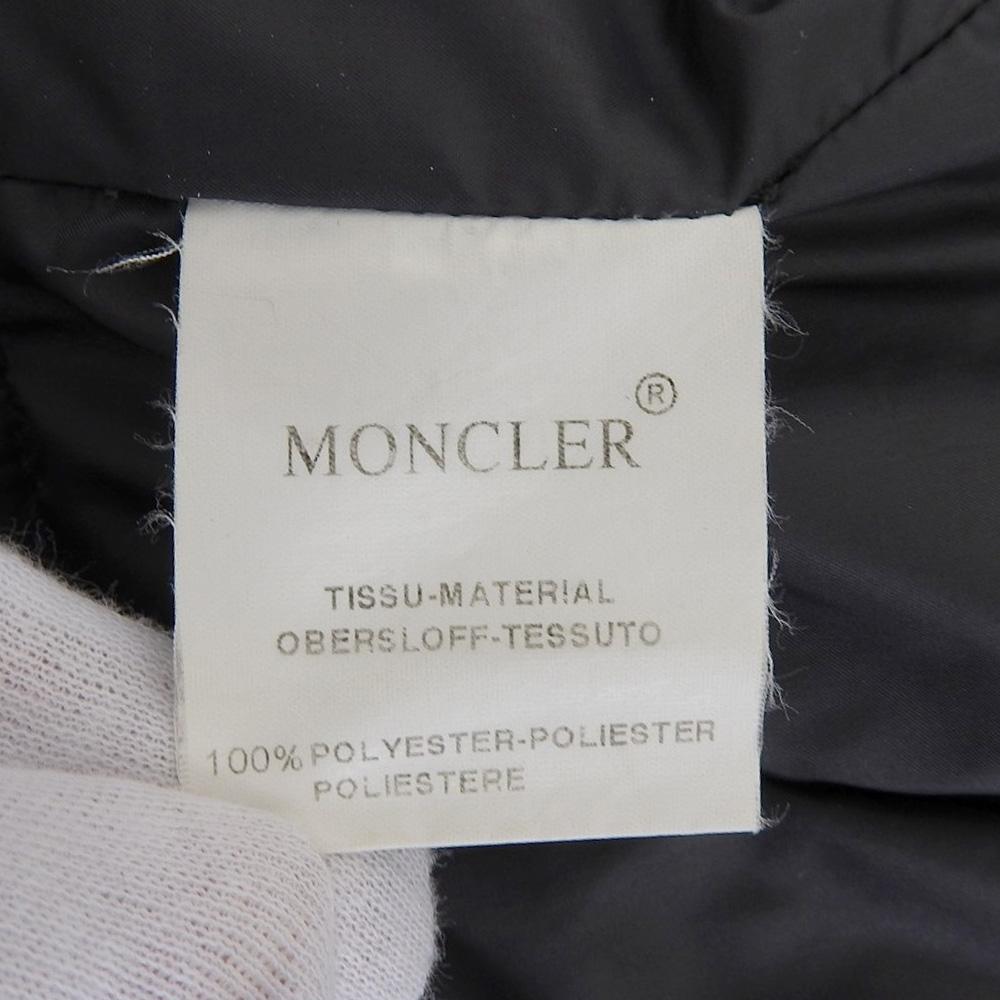 MONCLER®
TISSU-MATERIAL
OBERSLOFF-TESSUTO
100% POLYESTER-POLIESTER
POLIESTERE